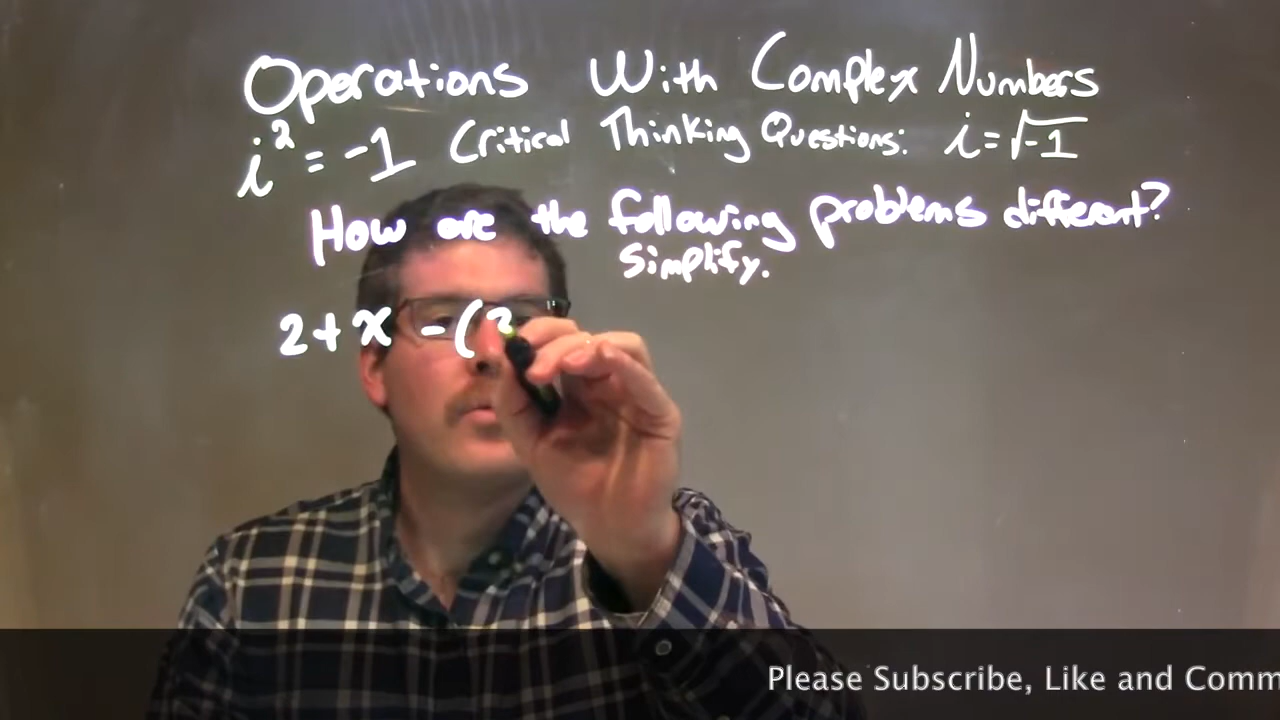 Operations With Complex Numbers
i² = -1 Critical Thinking Questions: i = √-1
How are the following problems different?
Simplify.
2 + x - (
Please Subscribe, Like and Comm